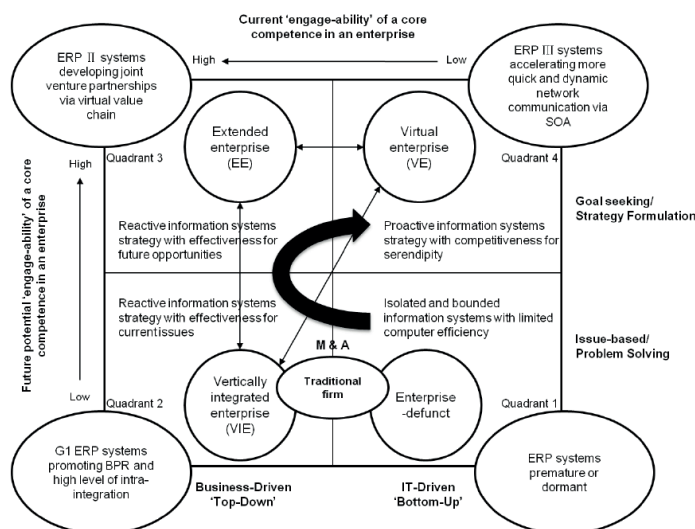 Current ‘engage-ability’ of a core
competence in an enterprise
High
Low
ERP II systems
developing joint
venture partnerships
via virtual value
chain
ERP III systems
accelerating more
quick and dynamic
network
communication via
SOA
Extended
enterprise
(EE)
Virtual
enterprise
(VE)
Quadrant 3
Quadrant 4
Future potential ‘engage-ability’ of a core
competence in an enterprise
High
Low
Goal seeking/
Strategy Formulation
Reactive information systems
strategy with effectiveness for
future opportunities
Proactive information systems
strategy with competitiveness for
serendipity
Reactive information systems
strategy with effectiveness for
current issues
Isolated and bounded
information systems with limited
computer efficiency
Issue-based/
Problem Solving
M & A
Vertically
integrated
enterprise
(VIE)
Traditional
firm
Enterprise
-defunct
Quadrant 2
Quadrant 1
G1 ERP systems
promoting BPR and
high level of intra-
integration
ERP systems
premature or
dormant
Business-Driven
‘Top-Down’
IT-Driven
‘Bottom-Up’